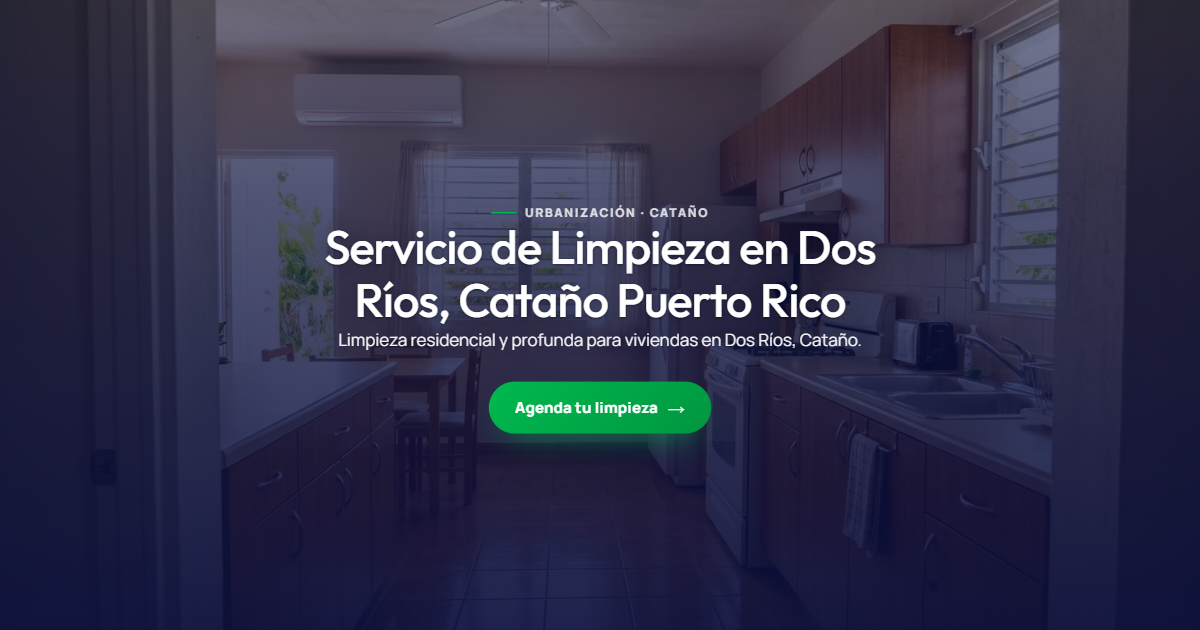 URBANIZACIÓN · CATAÑO
Servicio de Limpieza en Dos
Ríos, Cataño Puerto Rico
Limpieza residencial y profunda para viviendas en Dos Ríos, Cataño.
Agenda tu limpieza →